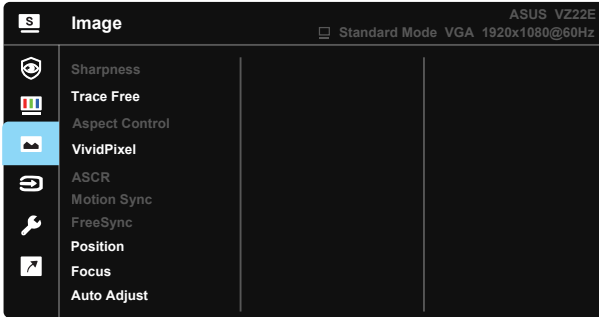 S
Image
ASUS VZ22E
Standard Mode VGA 1920x1080@60Hz
Sharpness
Trace Free
Aspect Control
VividPixel
ASCR
Motion Sync
FreeSync
Position
Focus
Auto Adjust